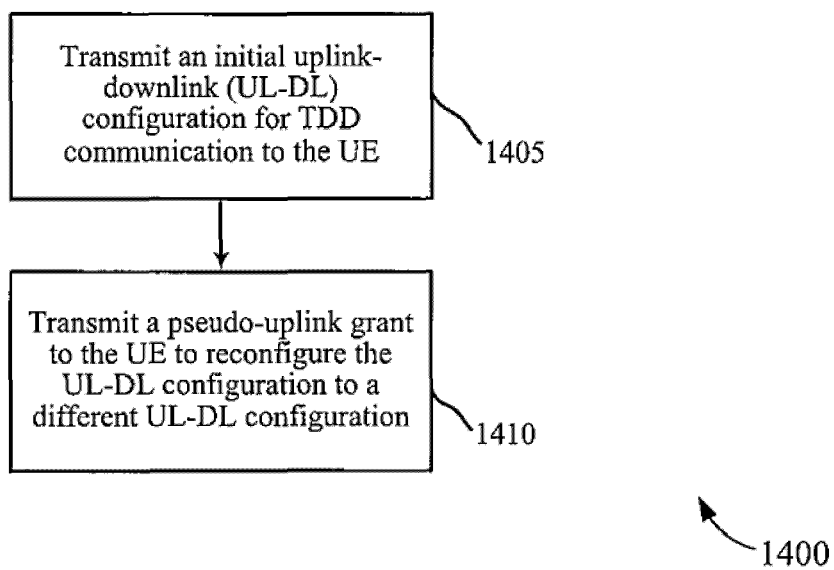 Transmit an initial uplink-
downlink (UL-DL)
configuration for TDD
communication to the UE
1405
Transmit a pseudo-uplink grant
to the UE to reconfigure the
UL-DL configuration to a
different UL-DL configuration
1410
1400